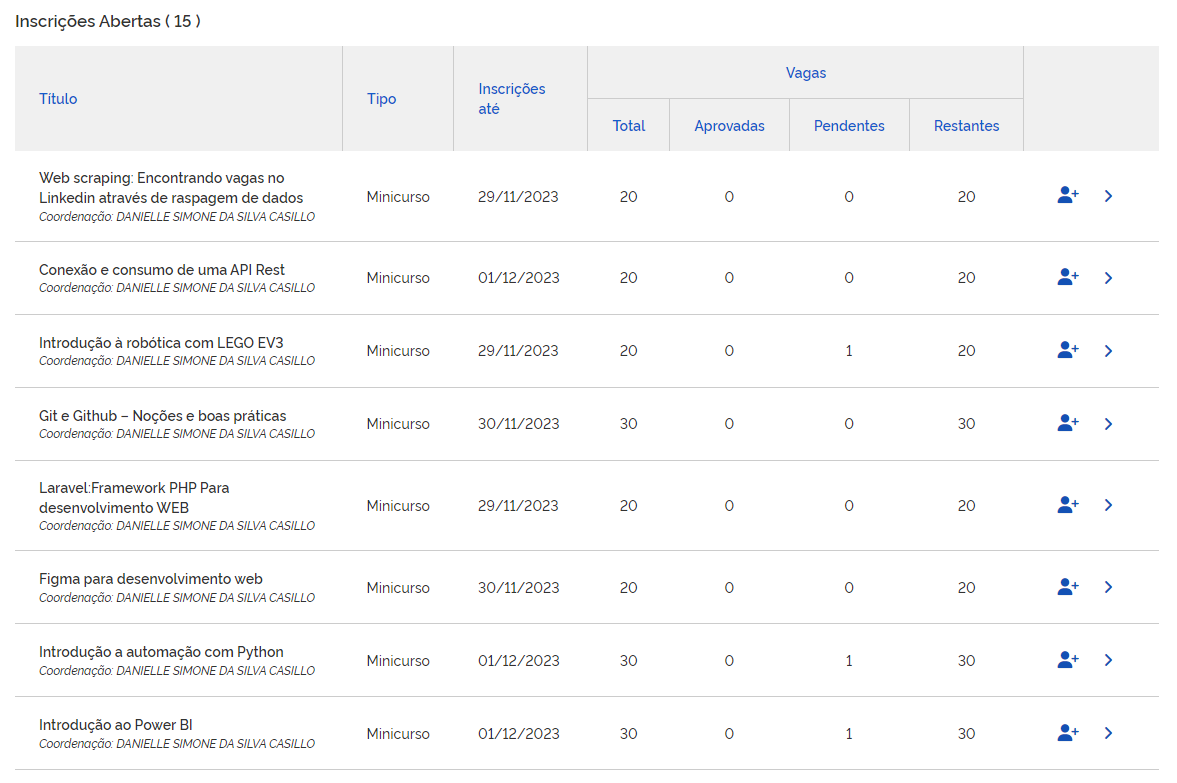 Inscrições Abertas ( 15 )
Título Tipo Inscrições até Vagas
Total Aprovadas Pendentes Restantes
Web scraping: Encontrando vagas no
Linkedin através de raspagem de dados
Coordenação: DANIELLE SIMONE DA SILVA CASILLO
Minicurso 29/11/2023 20 0 0 20
Conexão e consumo de uma API Rest
Coordenação: DANIELLE SIMONE DA SILVA CASILLO
Minicurso 01/12/2023 20 0 0 20
Introdução à robótica com LEGO EV3
Coordenação: DANIELLE SIMONE DA SILVA CASILLO
Minicurso 29/11/2023 20 0 1 20
Git e Github – Noções e boas práticas
Coordenação: DANIELLE SIMONE DA SILVA CASILLO
Minicurso 30/11/2023 30 0 0 30
Laravel:Framework PHP Para
desenvolvimento WEB
Coordenação: DANIELLE SIMONE DA SILVA CASILLO
Minicurso 29/11/2023 20 0 0 20
Figma para desenvolvimento web
Coordenação: DANIELLE SIMONE DA SILVA CASILLO
Minicurso 30/11/2023 20 0 0 20
Introdução a automação com Python
Coordenação: DANIELLE SIMONE DA SILVA CASILLO
Minicurso 01/12/2023 30 0 1 30
Introdução ao Power BI
Coordenação: DANIELLE SIMONE DA SILVA CASILLO
Minicurso 01/12/2023 30 0 1 30